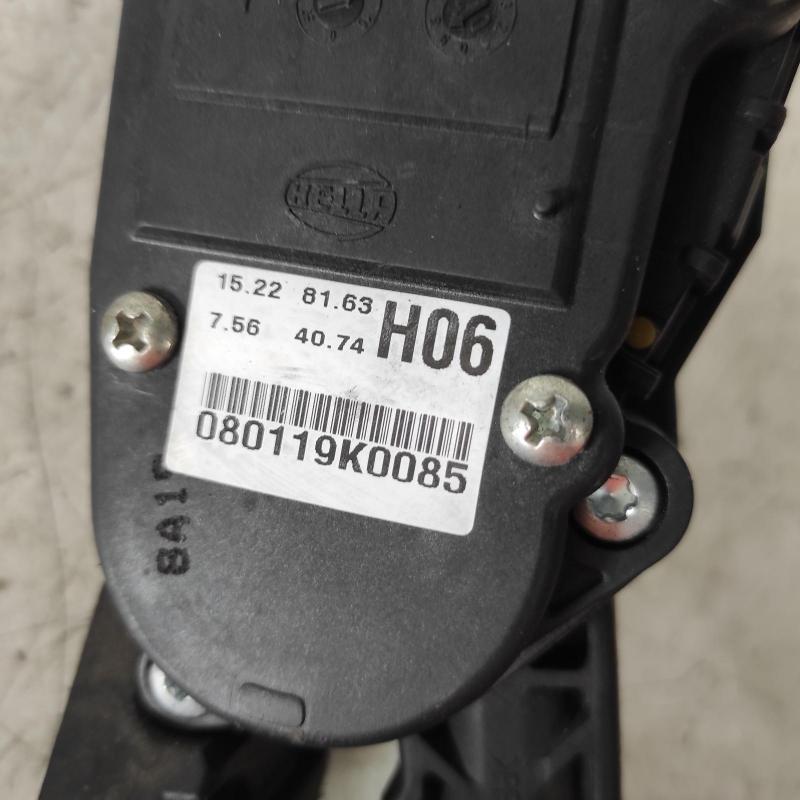 HELLA
15.22 81.63
7.56 40.74 H06
080119K0085